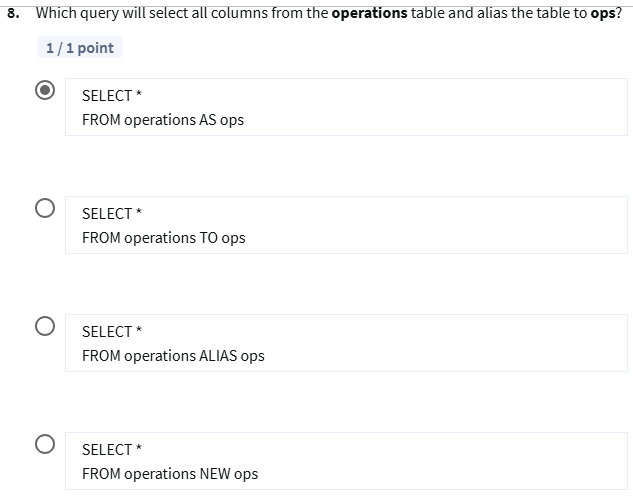 8. Which query will select all columns from the operations table and alias the table to ops?
1 / 1 point
SELECT *
FROM operations AS ops
SELECT *
FROM operations TO ops
SELECT *
FROM operations ALIAS ops
SELECT *
FROM operations NEW ops